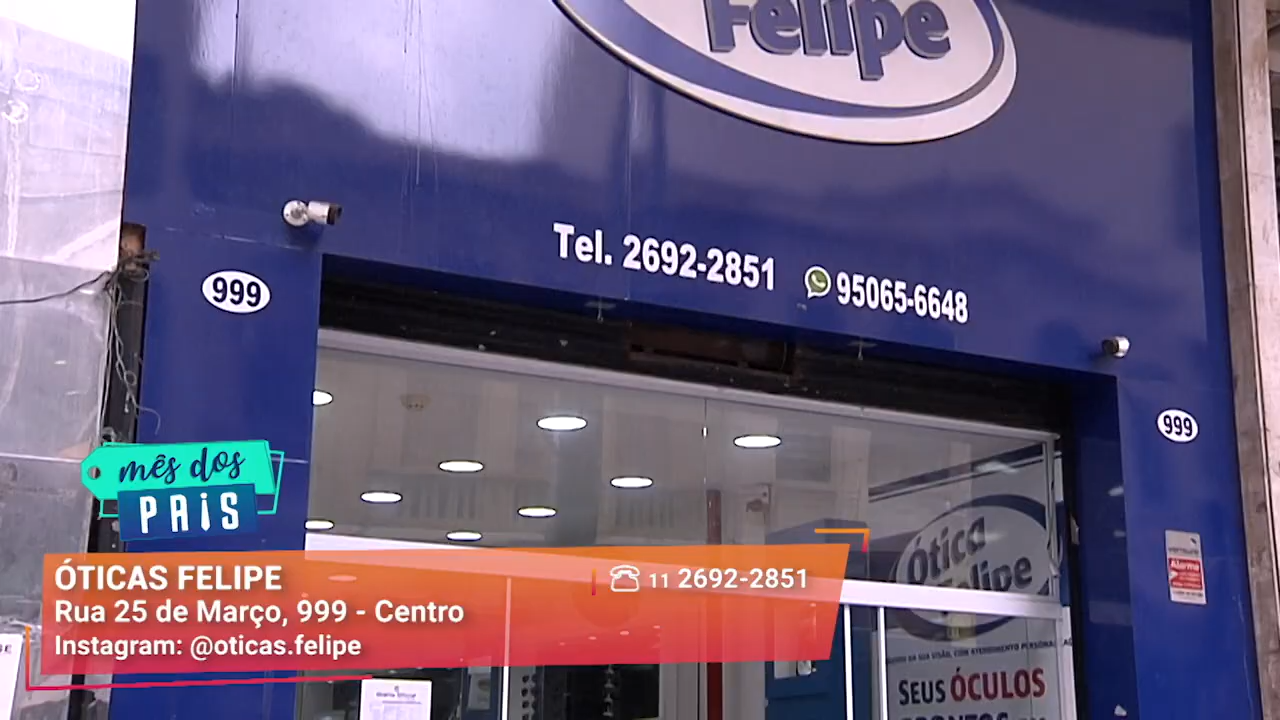 Felipe
Tel. 2692-2851 95065-6648
999
999
mês dos
PAIS
ÓTICAS FELIPE
11 2692-2851
Rua 25 de Março, 999 - Centro
Instagram: @oticas.felipe
Ótica
Felipe
SEUS ÓCULOS
Alarme